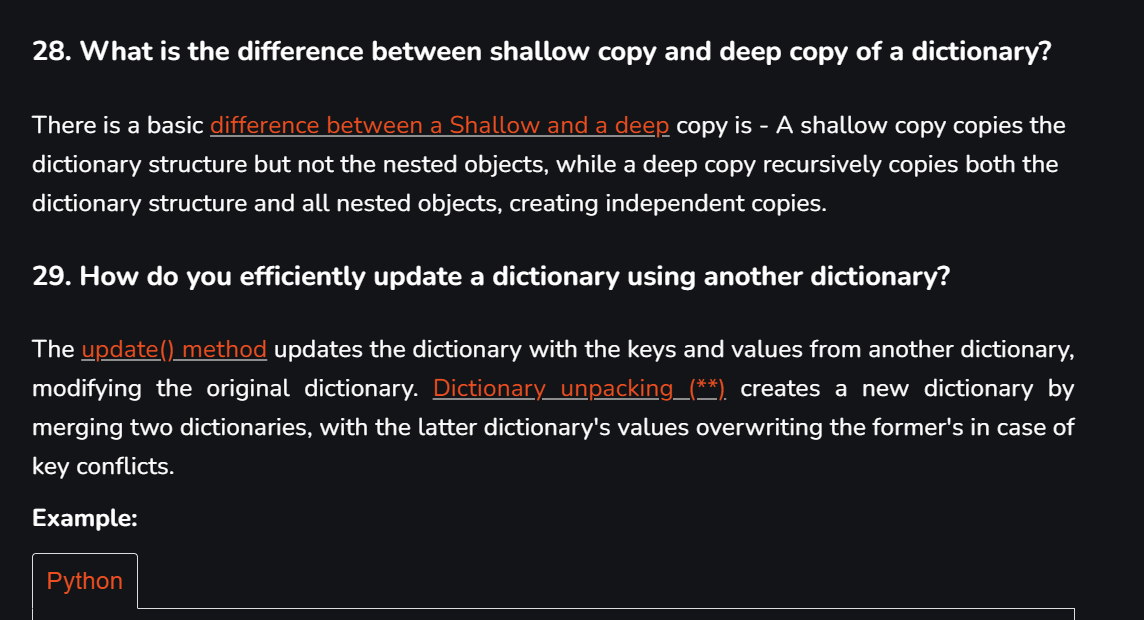 28. What is the difference between shallow copy and deep copy of a dictionary?
There is a basic difference between a Shallow and a deep copy is - A shallow copy copies the
dictionary structure but not the nested objects, while a deep copy recursively copies both the
dictionary structure and all nested objects, creating independent copies.
29. How do you efficiently update a dictionary using another dictionary?
The update() method updates the dictionary with the keys and values from another dictionary,
modifying the original dictionary. Dictionary unpacking (**) creates a new dictionary by
merging two dictionaries, with the latter dictionary's values overwriting the former's in case of
key conflicts.
Example:
Python